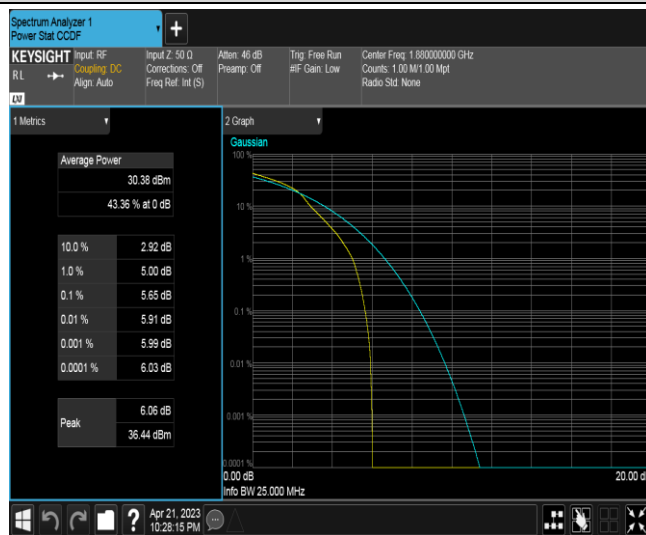 Spectrum Analyzer 1
Power Stat CCDF
KEYSIGHT
RL
LXI
Input: RF
Coupling: DC
Align: Auto
Input Z: 50 Ω
Corrections: Off
Freq Ref: Int (S)
Atten: 46 dB
Preamp: Off
Trig: Free Run
#IF Gain: Low
Center Freq: 1.880000000 GHz
Counts: 1.00 M/1.00 Mpt
Radio Std: None
1 Metrics
Average Power
30.38 dBm
43.36 % at 0 dB
10.0 % 2.92 dB
1.0 % 5.00 dB
0.1 % 5.65 dB
0.01 % 5.91 dB
0.001 % 5.99 dB
0.0001 % 6.03 dB
Peak
6.06 dB
36.44 dBm
2 Graph
Gaussian
100 %
10 %
1 %
0.1 %
0.01 %
0.001 %
0.0001 %
0.00 dB
20.00 d
Info BW 25.000 MHz
?
Apr 21, 2023
10:28:15 PM